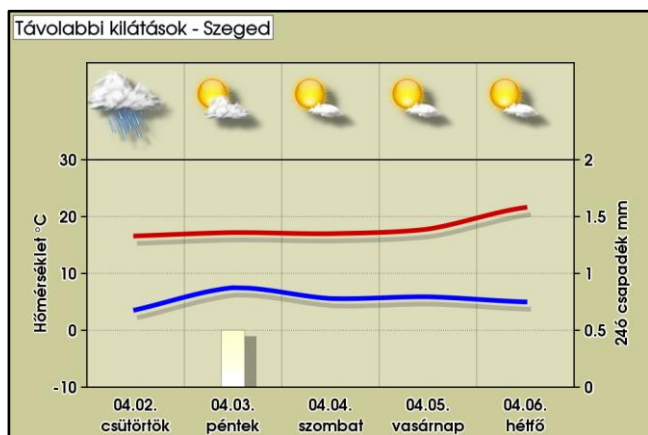 Távolabbi kilátások - Szeged
30
20
10
0
-10
Hőmérséklet °C
2
1.5
1
0.5
0
24ó csapadék mm
04.02.
csütörtök
04.03.
péntek
04.04.
szombat
04.05.
vasárnap
04.06.
hétfő